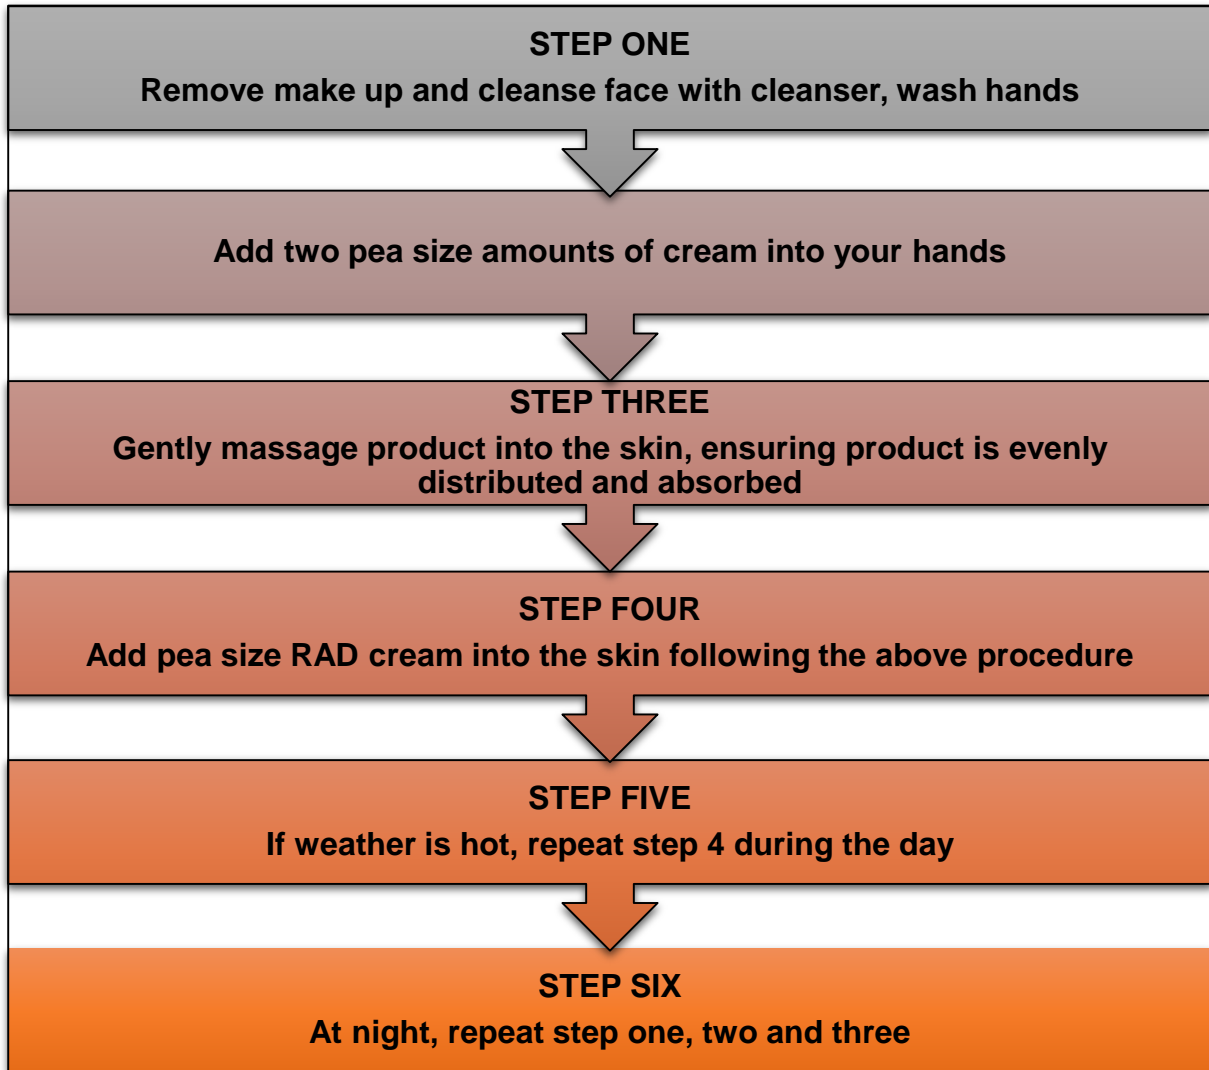 STEP ONE
Remove make up and cleanse face with cleanser, wash hands
Add two pea size amounts of cream into your hands
STEP THREE
Gently massage product into the skin, ensuring product is evenly
distributed and absorbed
STEP FOUR
Add pea size RAD cream into the skin following the above procedure
STEP FIVE
If weather is hot, repeat step 4 during the day
STEP SIX
At night, repeat step one, two and three